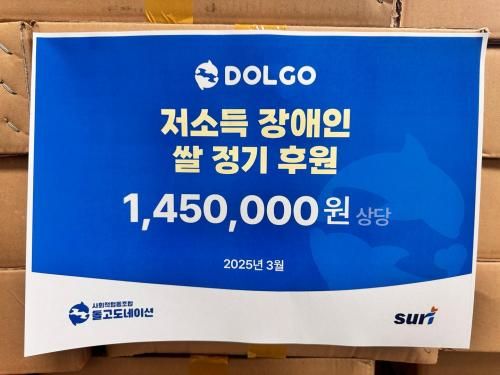 DOLGO
저소득 장애인
쌀 정기 후원
1,450,000원 상당
2025년 3월
사회적협동조합
돌고도네이션
suri